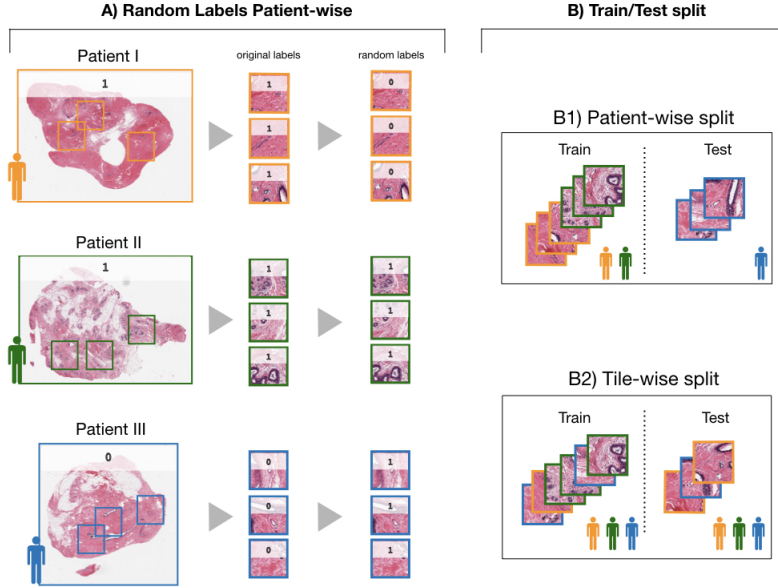 A) Random Labels Patient-wise
B) Train/Test split
Patient I
original labels
random labels
1
1
0
1
0
1
0
Patient II
1
1
1
1
1
1
1
Patient III
0
0
1
0
1
0
1
B1) Patient-wise split
Train
Test
B2) Tile-wise split
Train
Test